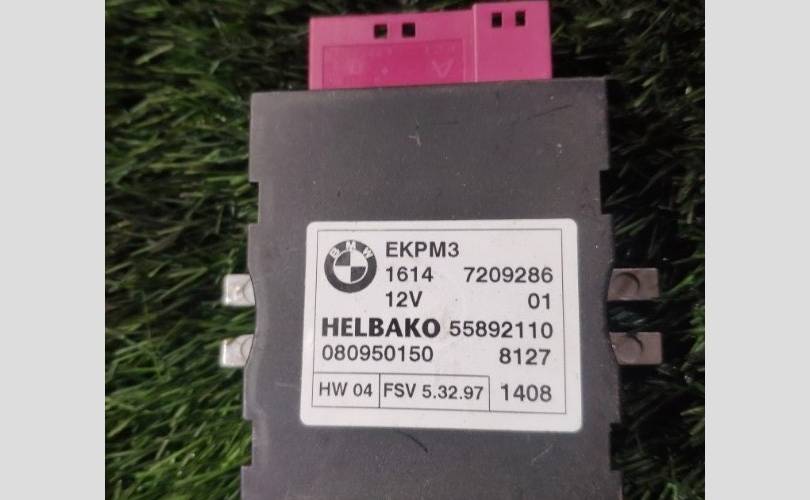 BMW
EKPM3
1614 7209286
12V 01
HELBAKO 55892110
080950150 8127
HW 04 FSV 5.32.97 1408